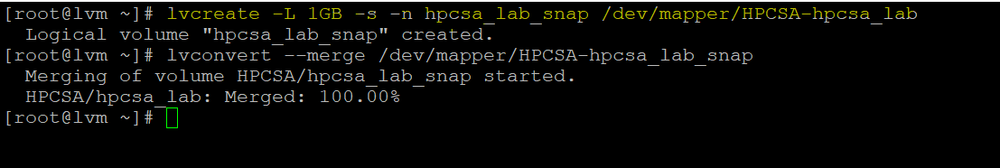 [root@lvm ~]# lvcreate -L 1GB -s -n hpcsa_lab_snap /dev/mapper/HPCSA-hpcsa_lab
  Logical volume "hpcsa_lab_snap" created.
[root@lvm ~]# lvconvert --merge /dev/mapper/HPCSA-hpcsa_lab_snap
  Merging of volume HPCSA/hpcsa_lab_snap started.
  HPCSA/hpcsa_lab: Merged: 100.00%
[root@lvm ~]#